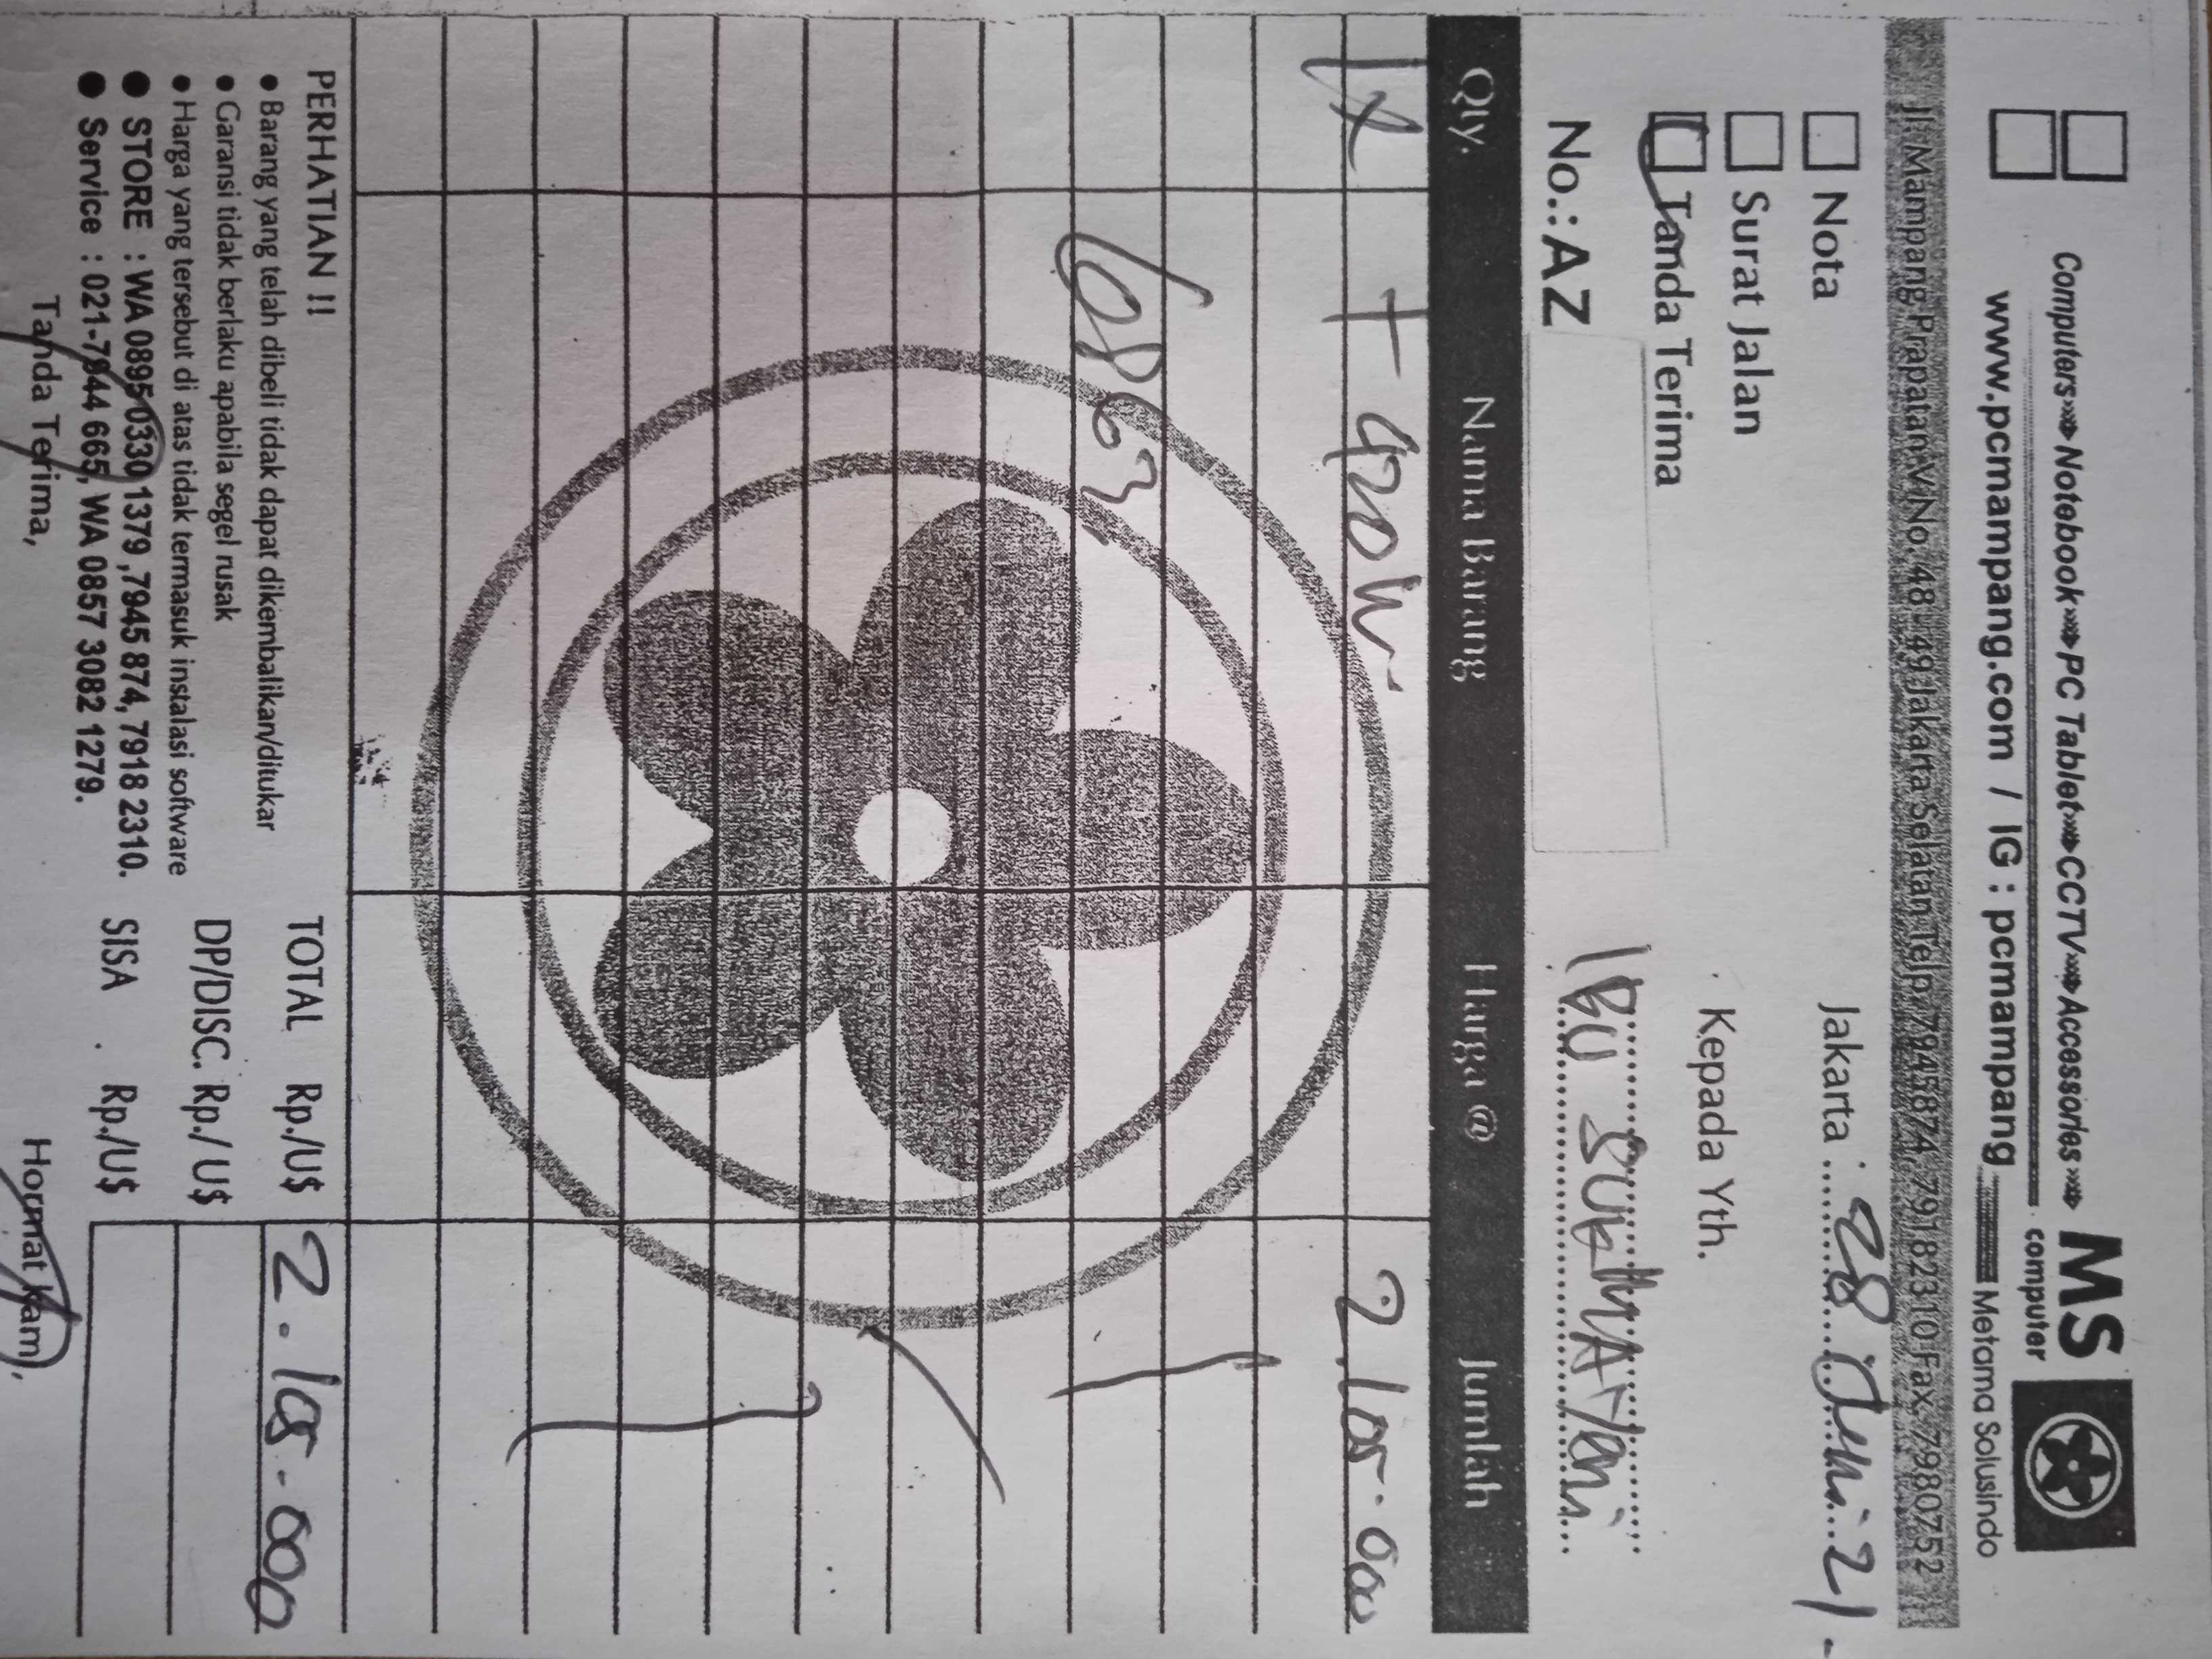 Computers»»Notebook»»PC Tablet»»CCTV»»Accessories»» MS
computer
www.pcmampang.com / IG : pcmampang Metama Solusindo
Jl. Mampang Prapatan V No. 48 - 49 Jakarta Selatan Telp. 7945874, 7918 2310 Fax. 7980752
Nota
Jakarta : 28 Juni 21
Surat Jalan
Tanda Terima
Kepada Yth.
No.: AZ
IBU SUKMAYANI
Qty. Nama Barang Harga @ Jumlah
1x T 420W 2.105.000
6863
TOTAL Rp./U$ 2.105.000
DP/DISC. Rp./ U$
SISA Rp./U$
PERHATIAN !!
● Barang yang telah dibeli tidak dapat dikembalikan/ditukar
● Garansi tidak berlaku apabila segel rusak
● Harga yang tersebut di atas tidak termasuk instalasi software
● STORE : WA 0895 0330 1379 ,7945 874, 7918 2310.
● Service : 021-7944 665, WA 0857 3082 1279.
Tanda Terima,
Hormat kami,